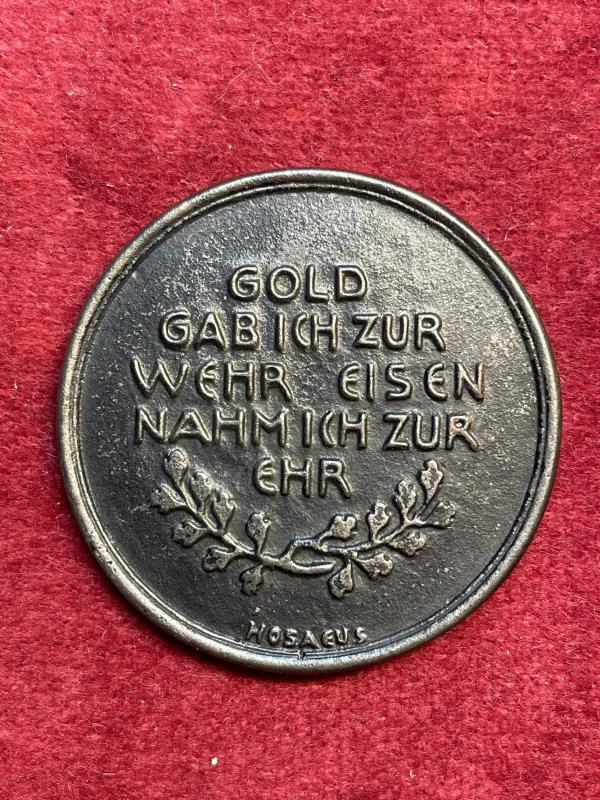 GOLD
GAB ICH ZUR
WEHR EISEN
NAHM ICH ZUR
EHR
HOSAEUS